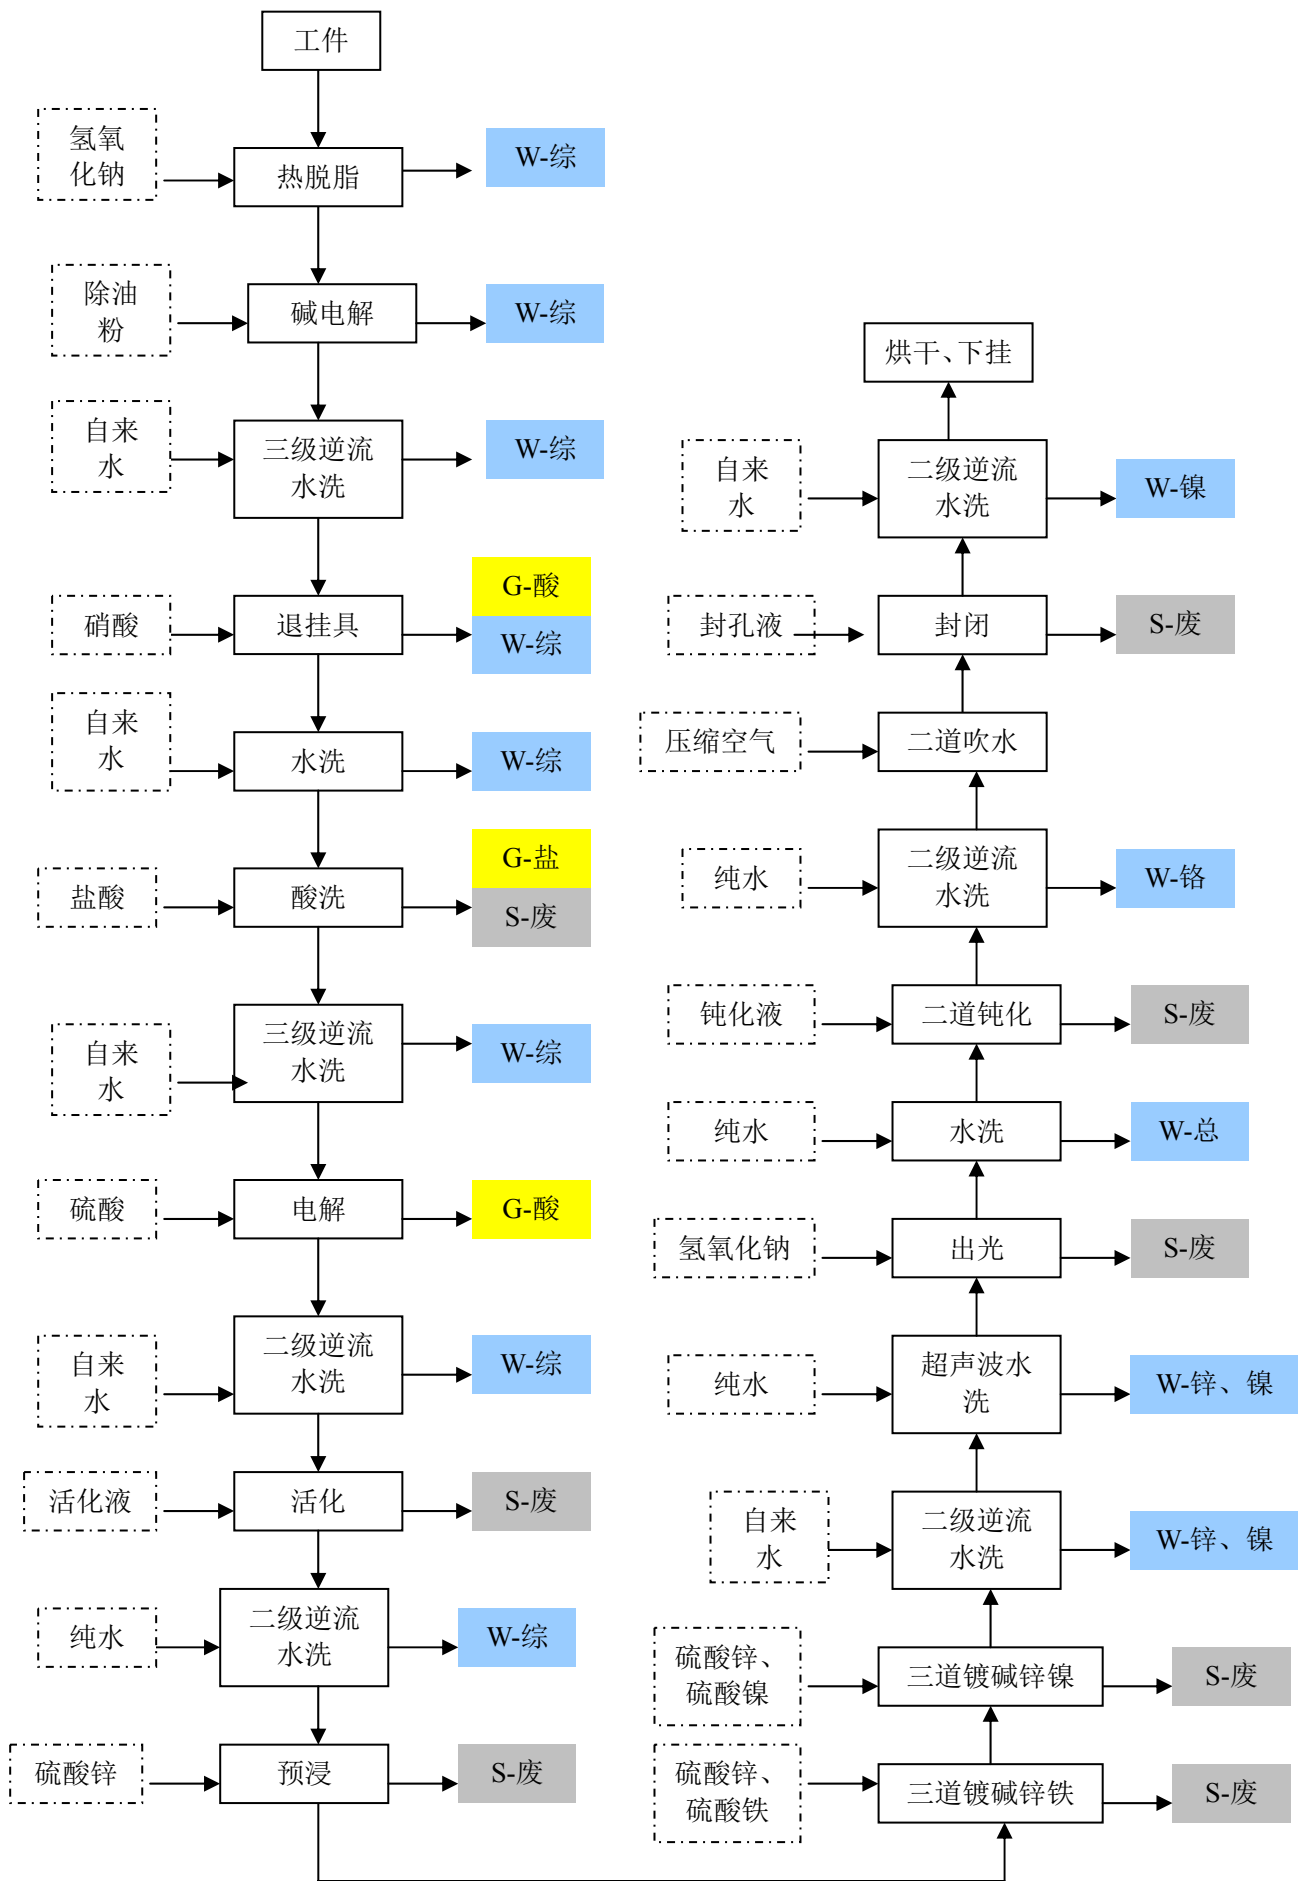 工件
氢氧
化钠
热脱脂
W-综
除油
粉
碱电解
W-综
自来
水
三级逆流
水洗
W-综
硝酸
退挂具
G-酸
W-综
自来
水
水洗
W-综
盐酸
酸洗
G-盐
S-废
自来
水
三级逆流
水洗
W-综
硫酸
电解
G-酸
自来
水
二级逆流
水洗
W-综
活化液
活化
S-废
纯水
二级逆流
水洗
W-综
硫酸锌
预浸
S-废
烘干、下挂
自来
水
二级逆流
水洗
W-镍
封孔液
封闭
S-废
压缩空气
二道吹水
纯水
二级逆流
水洗
W-铬
钝化液
二道钝化
S-废
纯水
水洗
W-总
氢氧化钠
出光
S-废
纯水
超声波水
洗
W-锌、镍
自来
水
二级逆流
水洗
W-锌、镍
硫酸锌、
硫酸镍
三道镀碱锌镍
S-废
硫酸锌、
硫酸铁
三道镀碱锌铁
S-废